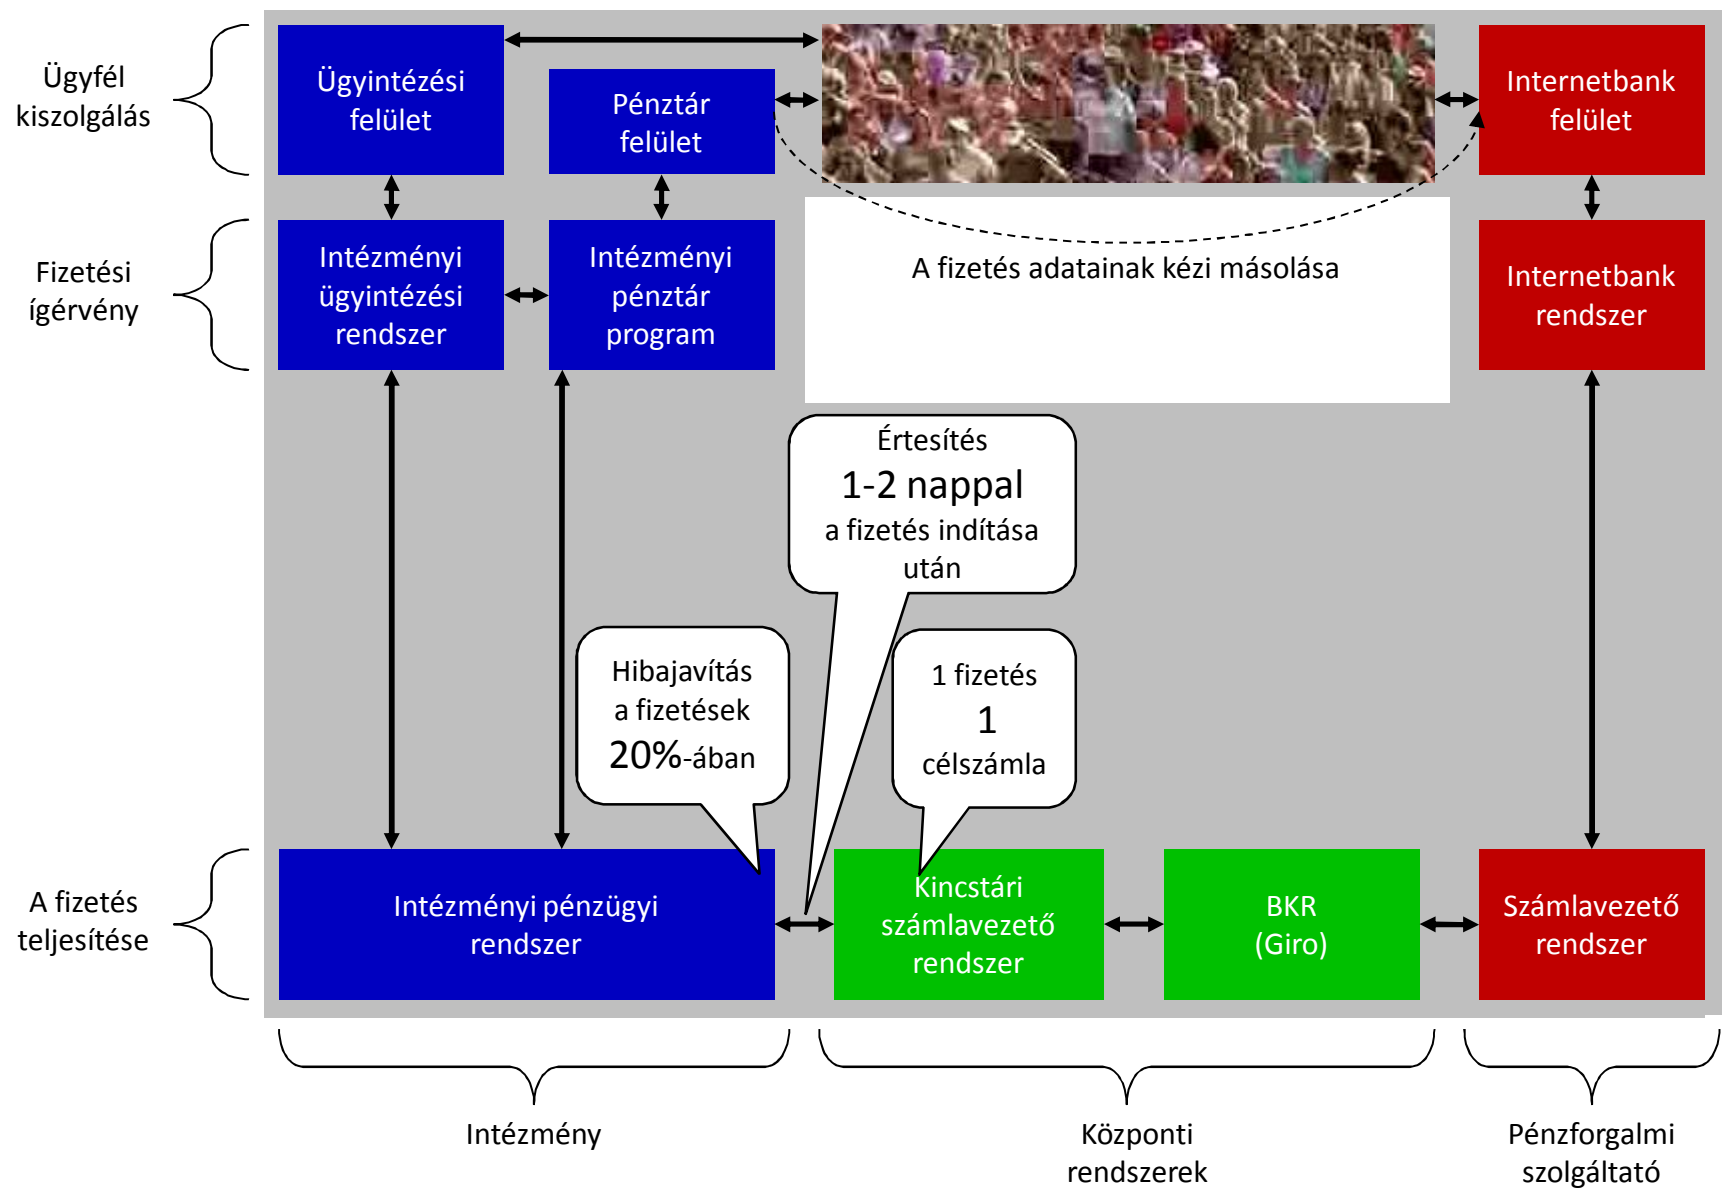 Ügyfél
kiszolgálás
Ügyintézési
felület
Pénztár
felület
Internetbank
felület
Fizetési
ígérvény
Intézményi
ügyintézési
rendszer
Intézményi
pénztár
program
A fizetés adatainak kézi másolása
Internetbank
rendszer
Értesítés
1-2 nappal
a fizetés indítása
után
Hibajavítás
a fizetések
20%-ában
1 fizetés
1
célszámla
A fizetés
teljesítése
Intézményi pénzügyi
rendszer
Kincstári
számlavezető
rendszer
BKR
(Giro)
Számlavezető
rendszer
Intézmény
Központi
rendszerek
Pénzforgalmi
szolgáltató